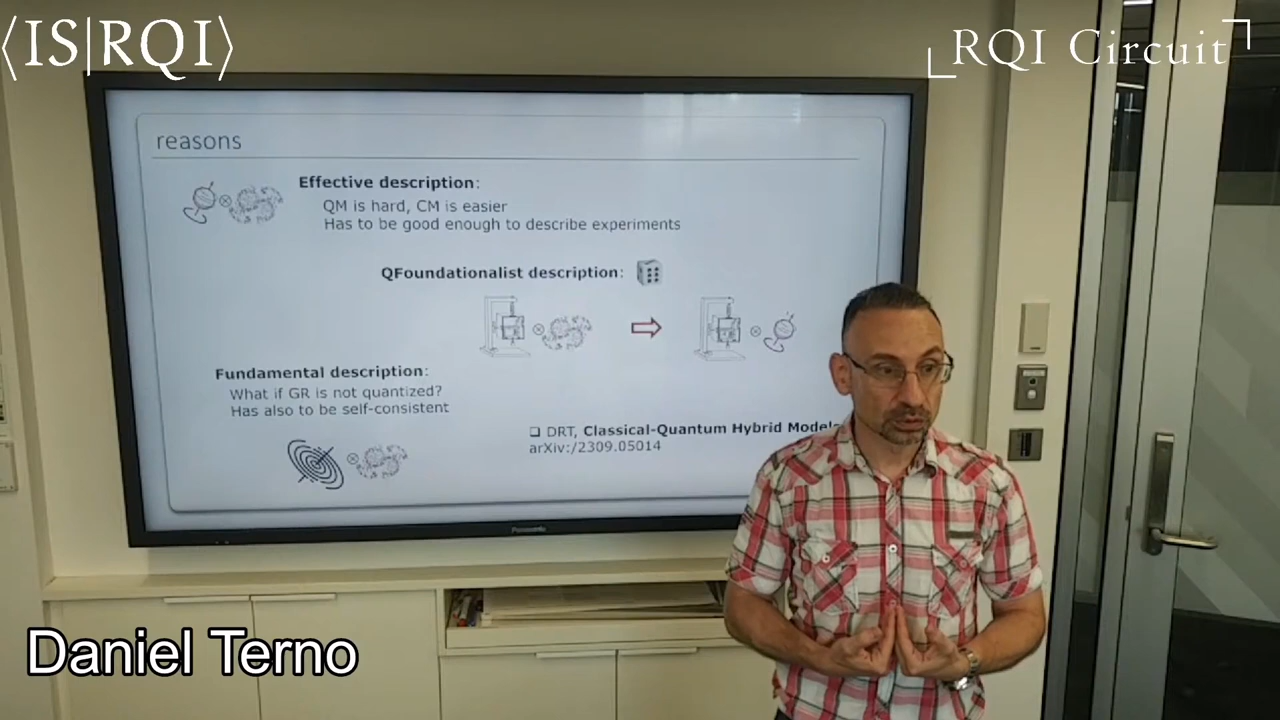 ⟨IS|RQI⟩
RQI Circuit
reasons
Effective description:
QM is hard, CM is easier
Has to be good enough to describe experiments
QFoundationalist description:
Fundamental description:
What if GR is not quantized?
Has also to be self-consistent
❑ DRT, Classical-Quantum Hybrid Models
arXiv:/2309.05014
Panasonic
Daniel Terno